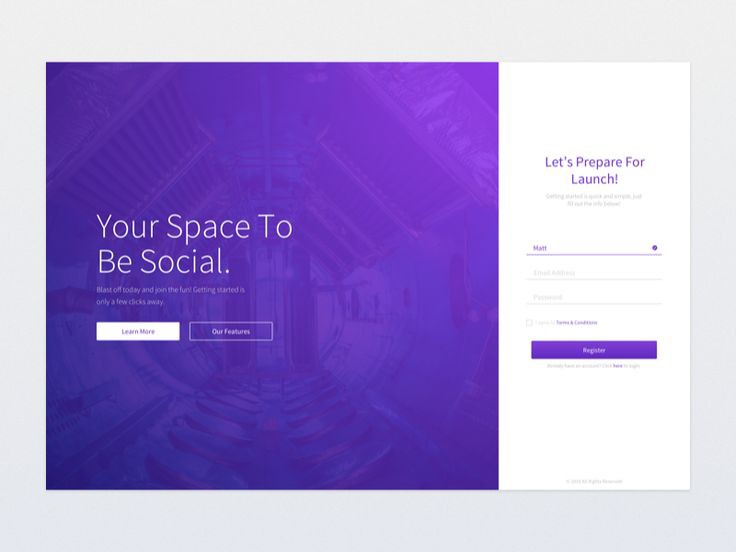 Your Space To
Be Social.
Blast off today and join the fun! Getting started is
only a few clicks away.
Learn More
Our Features
Let's Prepare For
Launch!
Getting started is quick and simple, just
fill out the info below!
Matt
Email Address
Password
I agree to Terms & Conditions
Register
Already have an account? Click here to login.
All Rights Reserved